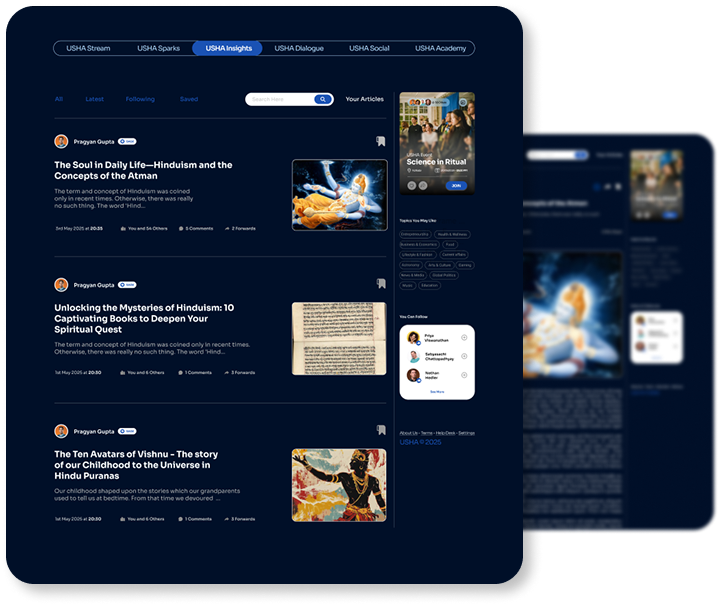 USHA Stream
USHA Sparks
USHA Insights
USHA Dialogue
USHA Social
USHA Academy
All
Latest
Following
Saved
Search Here
Your Articles
Pragyan Gupta
The Soul in Daily Life—Hinduism and the
Concepts of the Atman
The term and concept of Hinduism was coined
only in recent times. Otherwise, there was really
no such thing. The word 'Hind...
3rd May 2025 at 20:35
You and 54 Others
5 Comments
2 Forwards
Pragyan Gupta
Unlocking the Mysteries of Hinduism: 10
Captivating Books to Deepen Your
Spiritual Quest
The term and concept of Hinduism was coined only in recent times.
Otherwise, there was really no such thing. The word 'Hind...
1st May 2025 at 20:30
You and 6 Others
1 Comments
3 Forwards
Pragyan Gupta
The Ten Avatars of Vishnu - The story
of our Childhood to the Universe in
Hindu Puranas
Our childhood shaped upon the stories which our grandparents
used to tell us at bedtime. From that time we devoured ...
1st May 2025 at 20:30
You and 6 Others
1 Comments
3 Forwards
USHA Event
Science in Ritual
JOIN
Topics You May Like
Entrepreneurship
Health & Wellness
Business & Economics
Food
Lifestyle & Fashion
Current affairs
Art & Culture
Gaming
News & Media
Global Politics
Music
Education
You Can Follow
Priya
Viswanathan
Sabyasachi
Chattopadhyay
Nathan
Hadler
See More
About Us - Terms - Help Desk - Settings
USHA © 2025